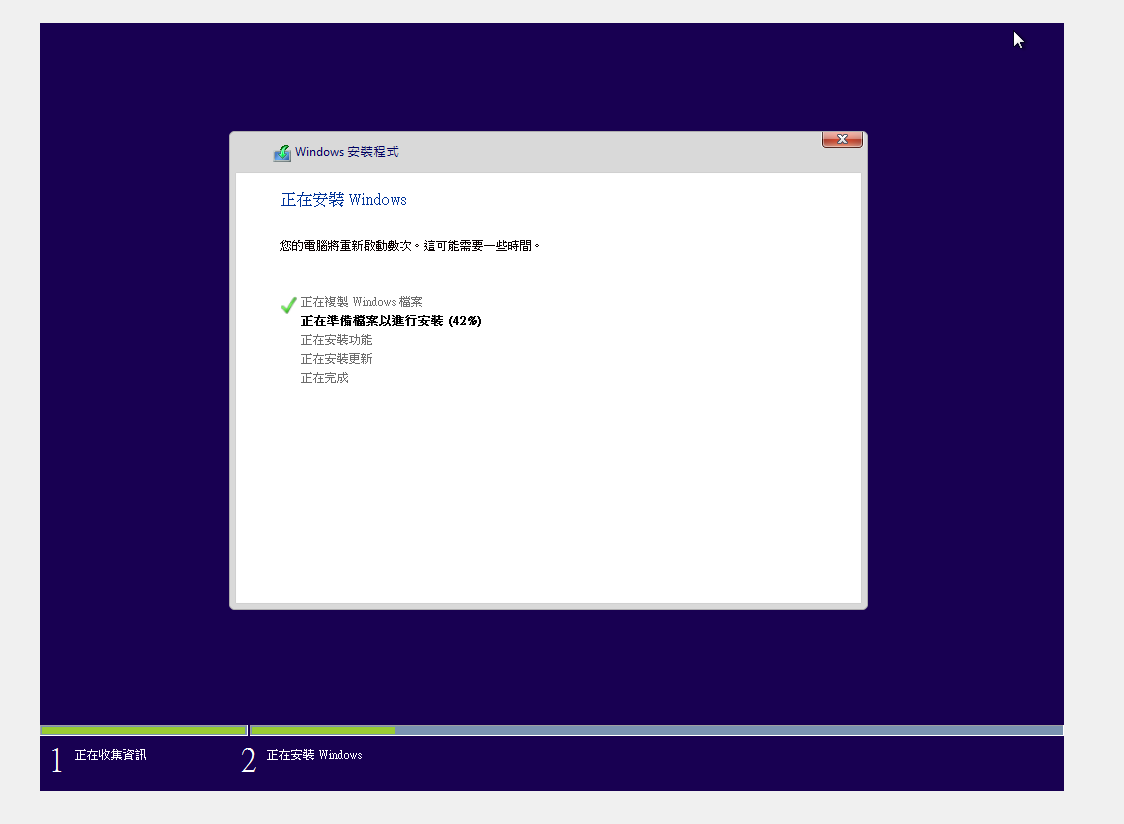 Windows 安裝程式
正在安裝 Windows
您的電腦將重新啟動數次。這可能需要一些時間。
正在複製 Windows 檔案
正在準備檔案以進行安裝 (42%)
正在安裝功能
正在安裝更新
正在完成
1 正在收集資訊
2 正在安裝 Windows